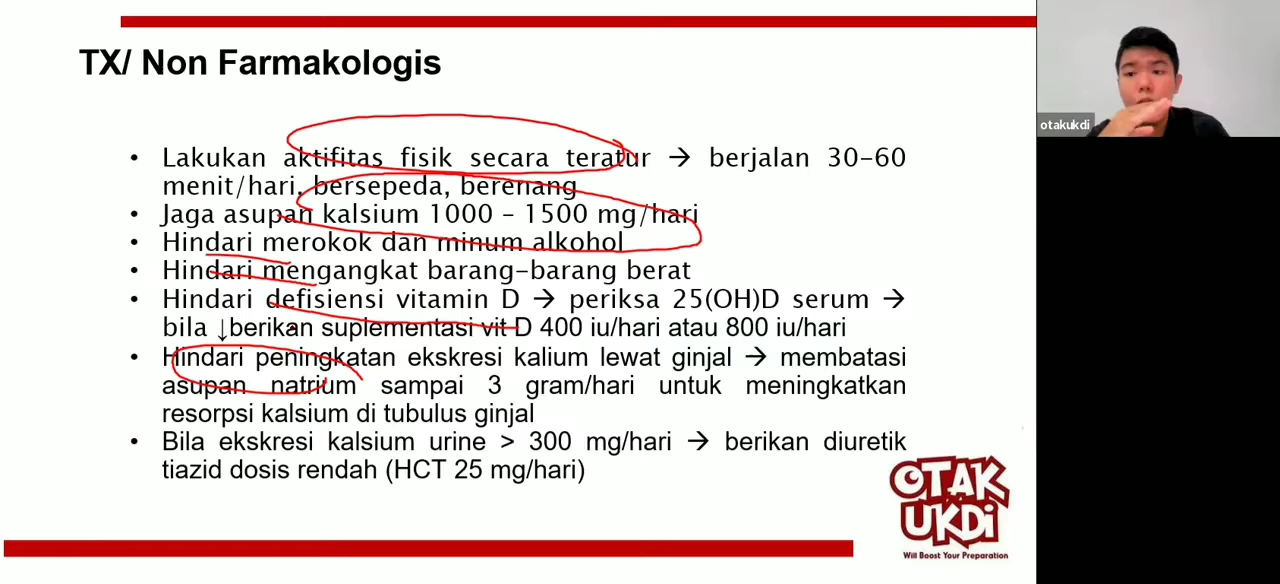 TX/ Non Farmakologis
• Lakukan aktifitas fisik secara teratur → berjalan 30–60
menit/hari, bersepeda, berenang
• Jaga asupan kalsium 1000 – 1500 mg/hari
• Hindari merokok dan minum alkohol
• Hindari mengangkat barang–barang berat
• Hindari defisiensi vitamin D → periksa 25(OH)D serum →
bila ↓berikan suplementasi vit D 400 iu/hari atau 800 iu/hari
• Hindari peningkatan ekskresi kalium lewat ginjal → membatasi
asupan natrium sampai 3 gram/hari untuk meningkatkan
resorpsi kalsium di tubulus ginjal
• Bila ekskresi kalsium urine > 300 mg/hari → berikan diuretik
tiazid dosis rendah (HCT 25 mg/hari)
OTAK
UKDi
Will Boost Your Preparation
otakukdi